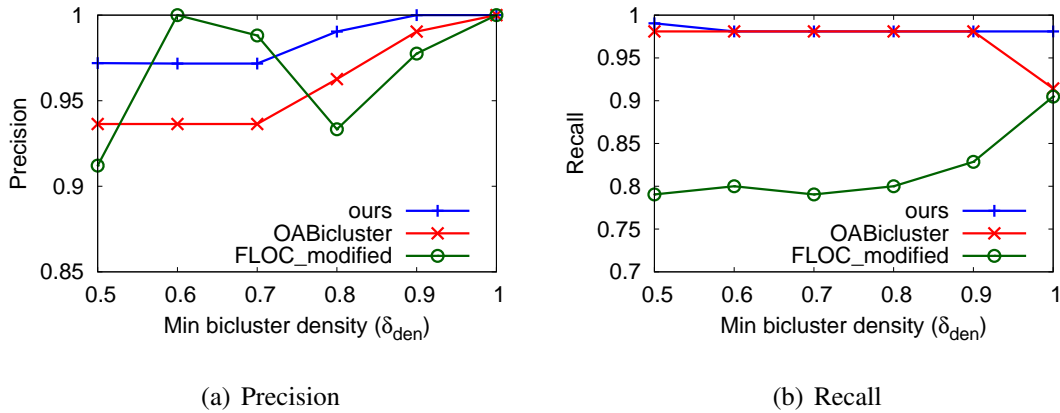 1
0.95
0.9
0.85
Precision
ours
OABicluster
FLOC_modified
0.5 0.6 0.7 0.8 0.9 1
Min bicluster density (δden)
(a) Precision
1
0.95
0.9
0.85
0.8
0.75
0.7
Recall
ours
OABicluster
FLOC_modified
0.5 0.6 0.7 0.8 0.9 1
Min bicluster density (δden)
(b) Recall